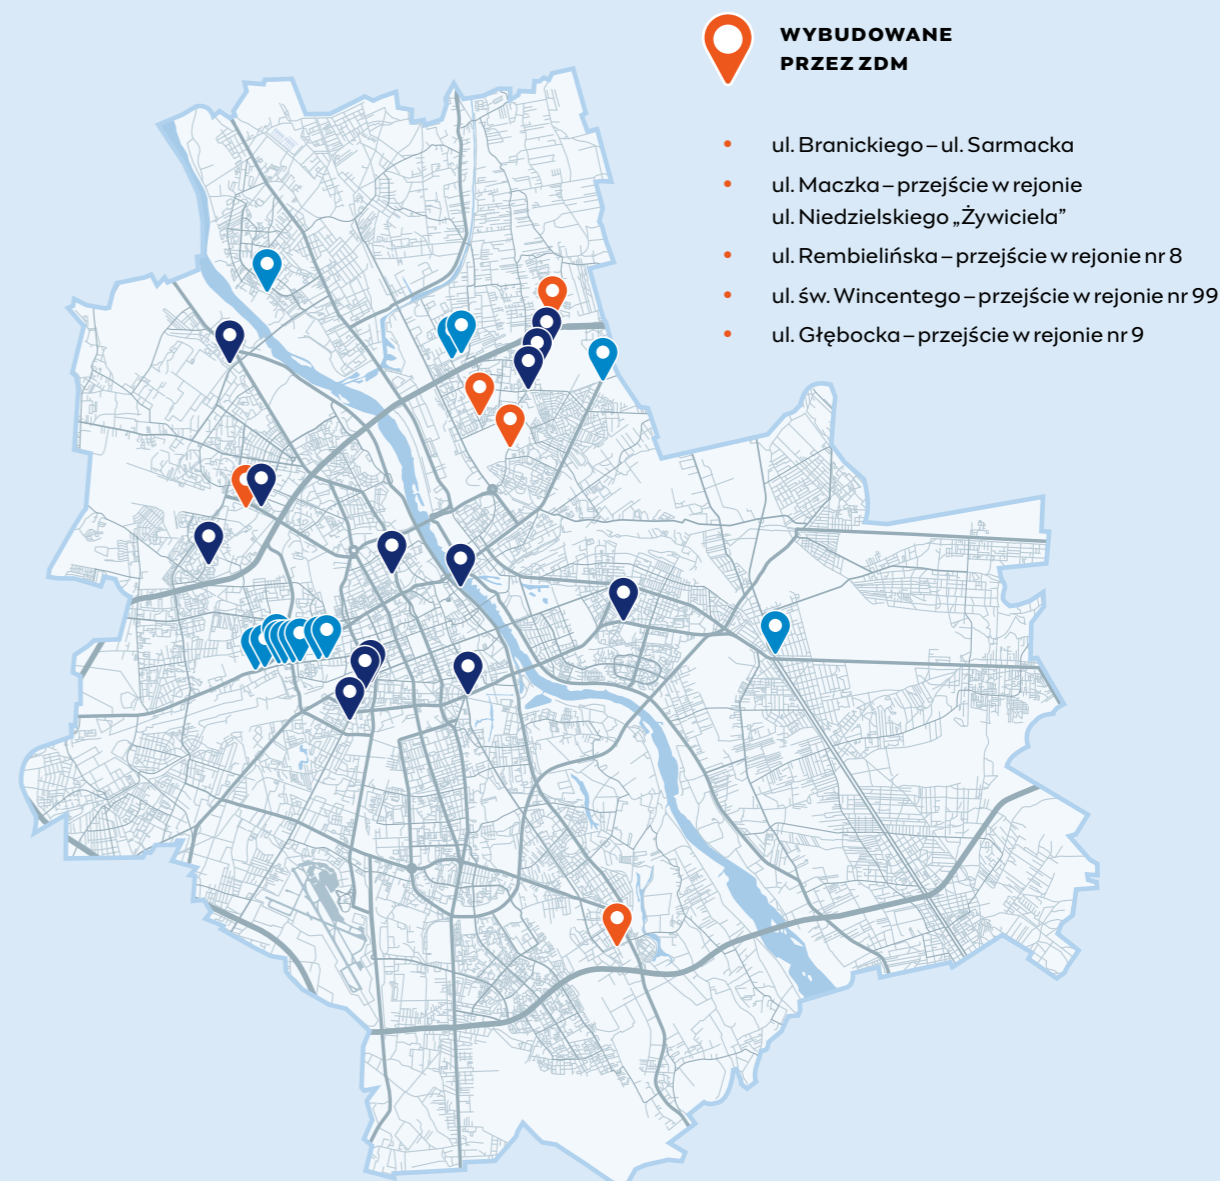 WYBUDOWANE
PRZEZ ZDM
• ul. Branickiego – ul. Sarmacka
• ul. Maczka – przejście w rejonie
ul. Niedzielskiego „Żywiciela”
• ul. Rembielińska – przejście w rejonie nr 8
• ul. św. Wincentego – przejście w rejonie nr 99
• ul. Głębocka – przejście w rejonie nr 9